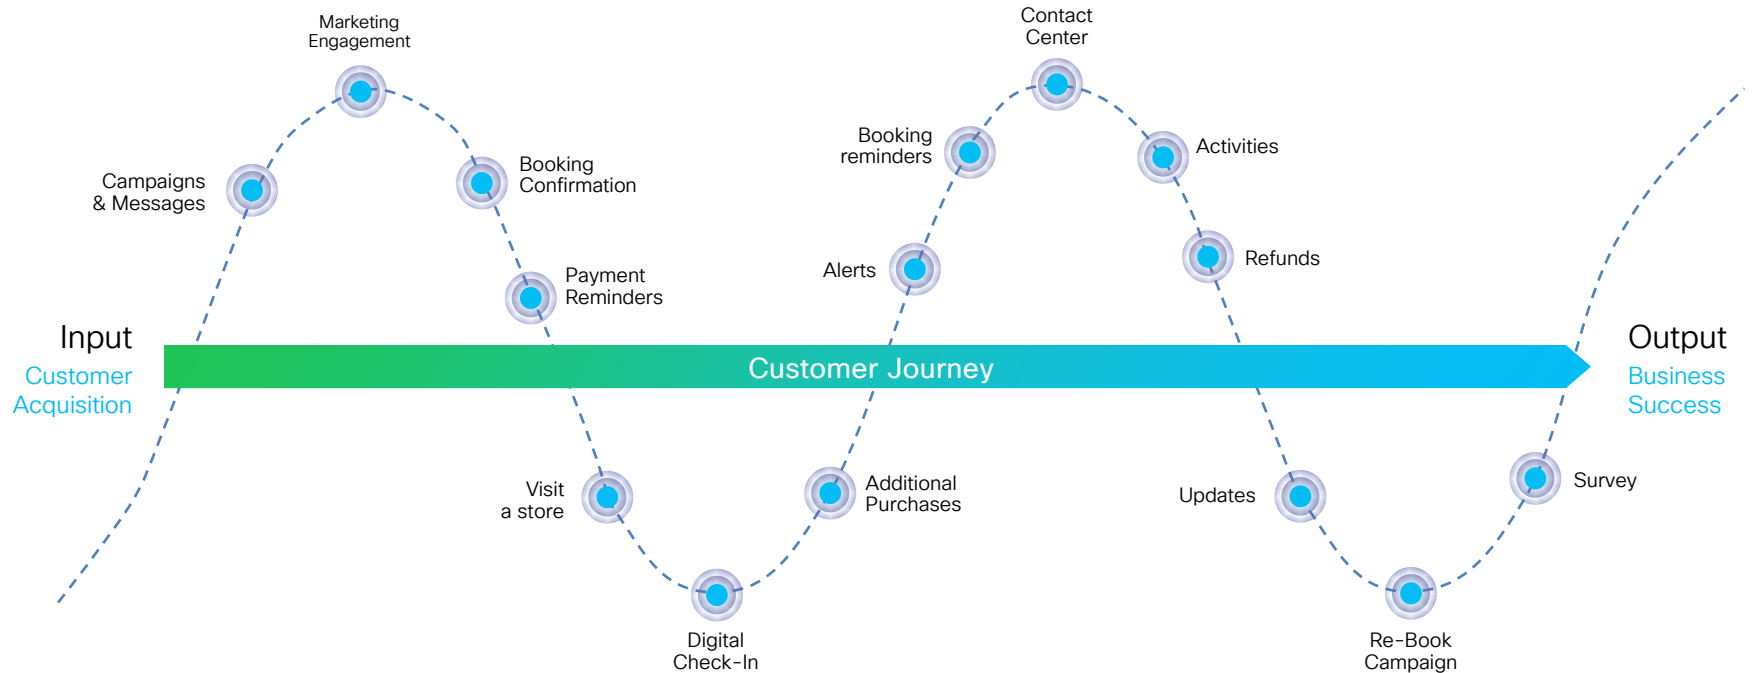 Marketing
Engagement
Contact
Center
Campaigns
& Messages
Booking
Confirmation
Payment
Reminders
Booking
reminders
Activities
Alerts
Refunds
Input
Customer
Acquisition
Customer Journey
Output
Business
Success
Visit
a store
Additional
Purchases
Updates
Survey
Digital
Check-In
Re-Book
Campaign